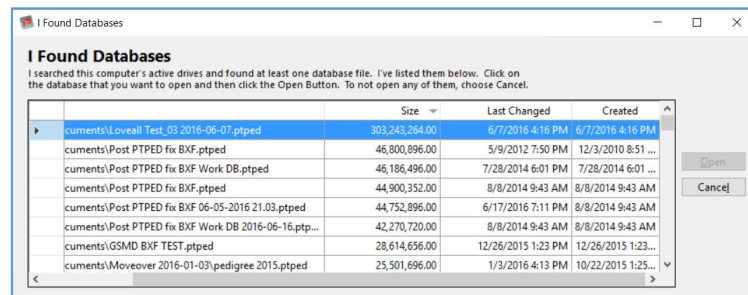 I Found Databases
I Found Databases
I searched this computer's active drives and found at least one database file. I've listed them below. Click on
the database that you want to open and then click the Open Button. To not open any of them, choose Cancel.
Size Last Changed Created
cuments\Loveall Test_03 2016-06-07.ptped 303,243,264.00 6/7/2016 4:16 PM 6/7/2016 4:16 PM
cuments\Post PTPED fix BXF.ptped 46,800,896.00 5/9/2012 7:50 PM 12/3/2010 8:51 ...
cuments\Post PTPED fix BXF Work DB.ptped 46,186,496.00 7/28/2014 6:01 PM 7/28/2014 6:01 ...
cuments\Post PTPED fix BXF.ptped 44,900,352.00 8/8/2014 9:43 AM 8/8/2014 9:43 AM
cuments\Post PTPED fix BXF 06-05-2016 21.03.ptped 44,752,896.00 6/17/2016 7:11 PM 8/8/2014 9:43 AM
cuments\Post PTPED fix BXF Work DB 2016-06-16.ptp... 42,270,720.00 8/8/2014 9:43 AM 8/8/2014 9:43 AM
cuments\GSMD BXF TEST.ptped 28,614,656.00 12/26/2015 1:23 PM 12/26/2015 1:23...
cuments\Moveover 2016-01-03\pedigree 2015.ptped 25,501,696.00 1/3/2016 4:13 PM 10/22/2015 1:25...
Open
Cancel